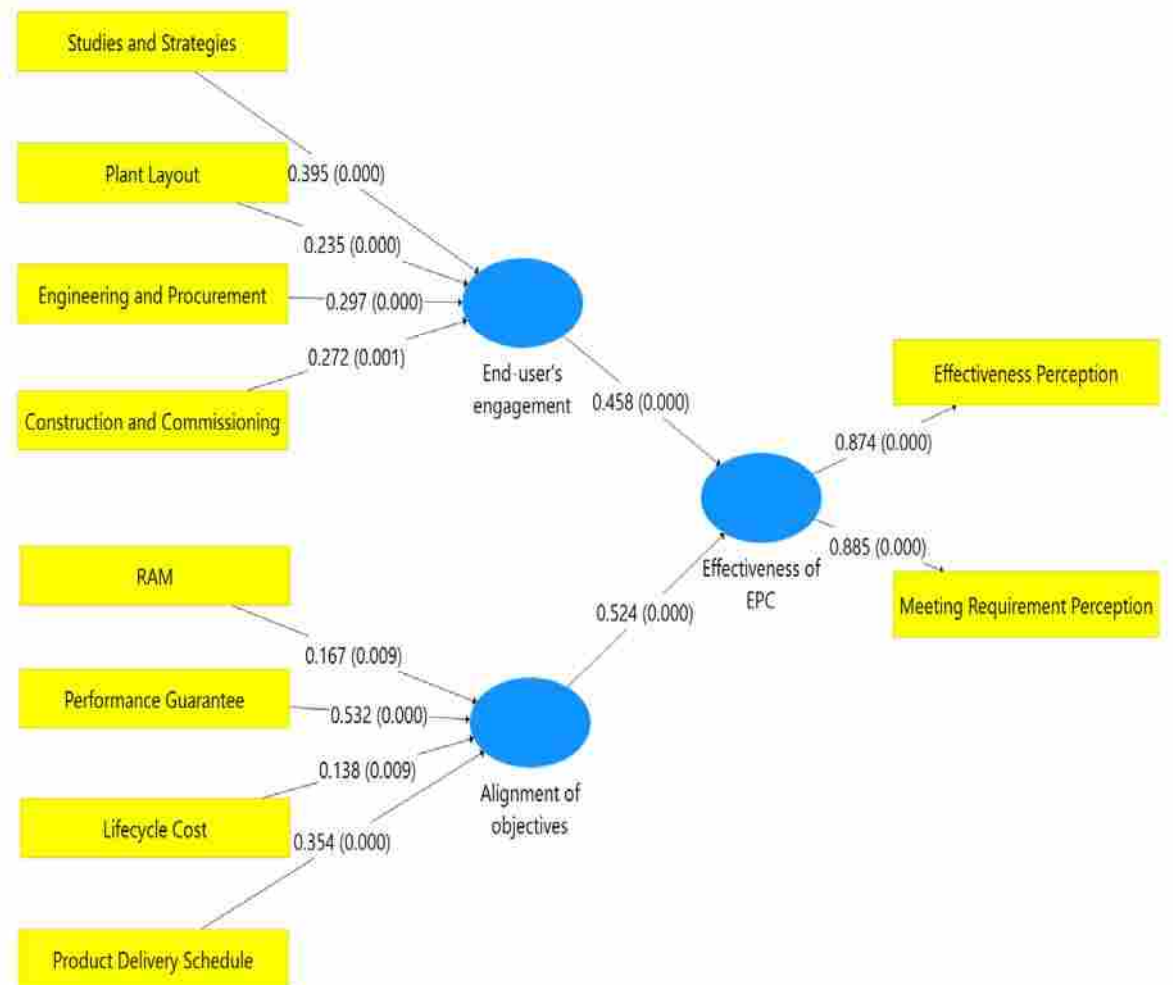 Studies and Strategies
Plant Layout
0.395 (0.000)
0.235 (0.000)
Engineering and Procurement
0.297 (0.000)
0.272 (0.001)
Construction and Commissioning
End-user's
engagement
0.458 (0.000)
Effectiveness Perception
0.874 (0.000)
0.885 (0.000)
Effectiveness of
EPC
Meeting Requirement Perception
RAM
0.167 (0.009)
0.524 (0.000)
Performance Guarantee
0.532 (0.000)
0.138 (0.009)
Lifecycle Cost
0.354 (0.000)
Alignment of
objectives
Product Delivery Schedule